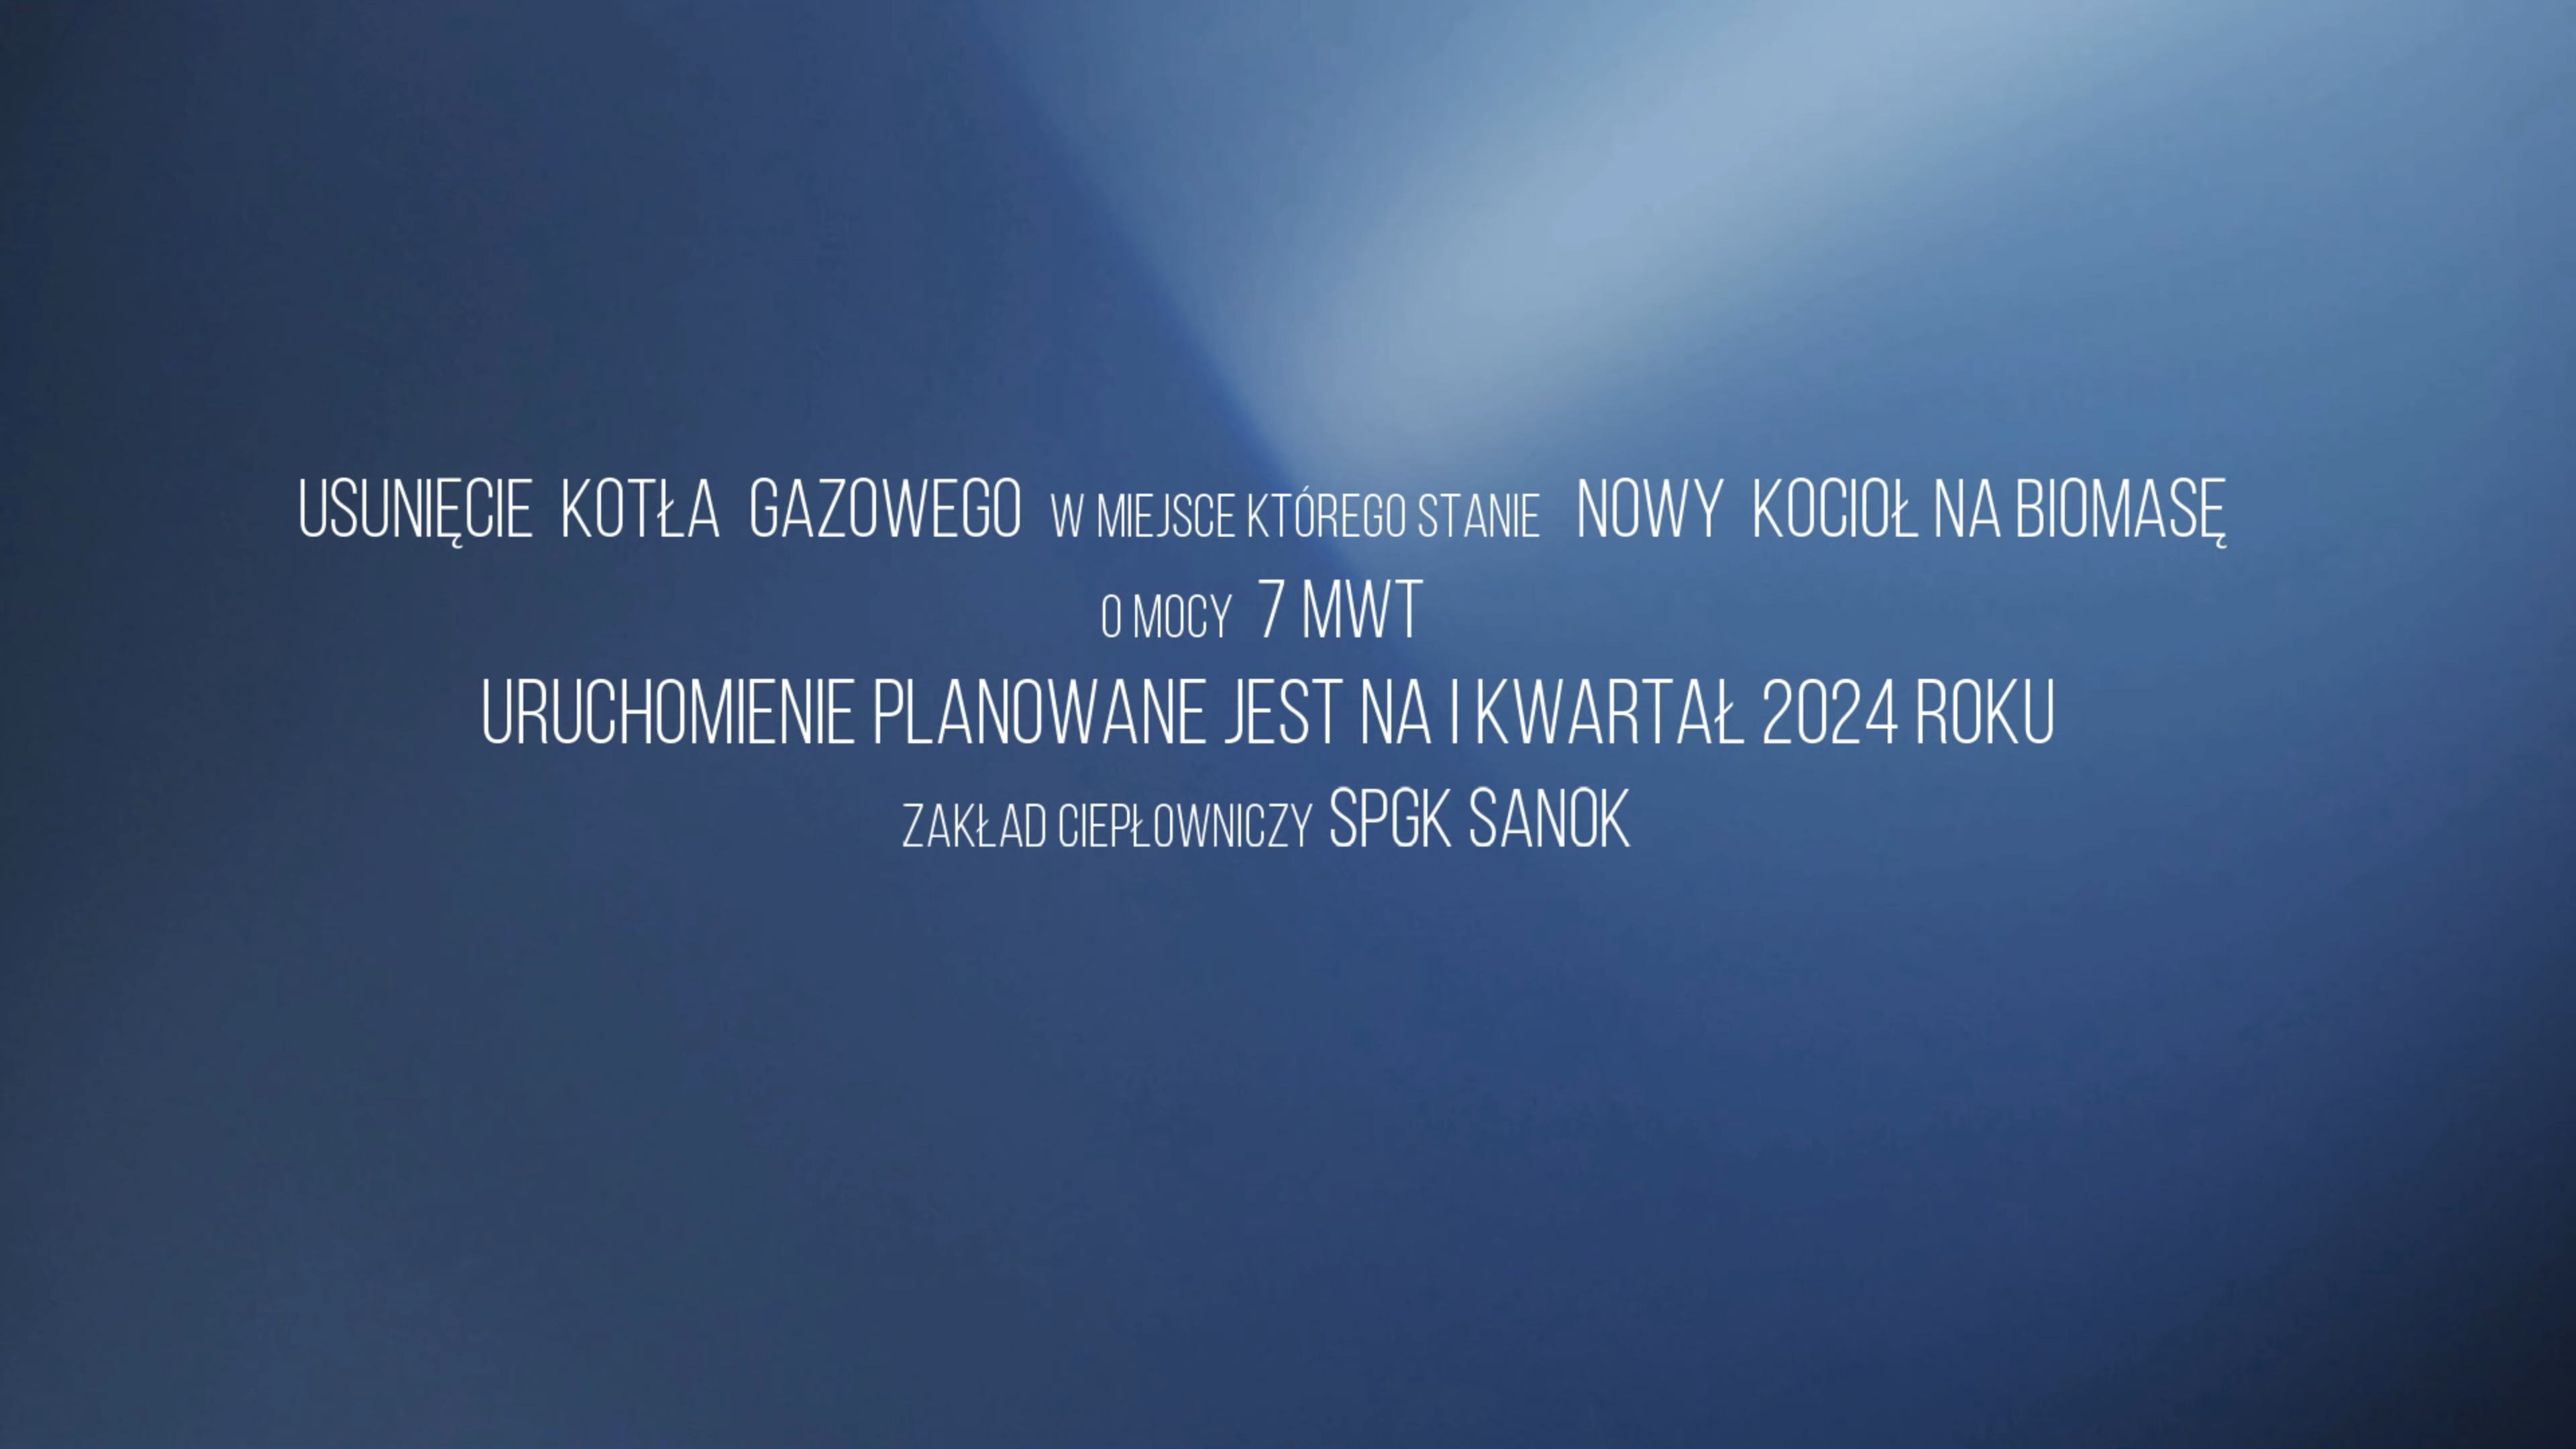 USUNIĘCIE KOTŁA GAZOWEGO W MIEJSCE KTÓREGO STANIE NOWY KOCIOŁ NA BIOMASĘ
O MOCY 7 MWT
URUCHOMIENIE PLANOWANE JEST NA I KWARTAŁ 2024 ROKU
ZAKŁAD CIEPŁOWNICZY SPGK SANOK